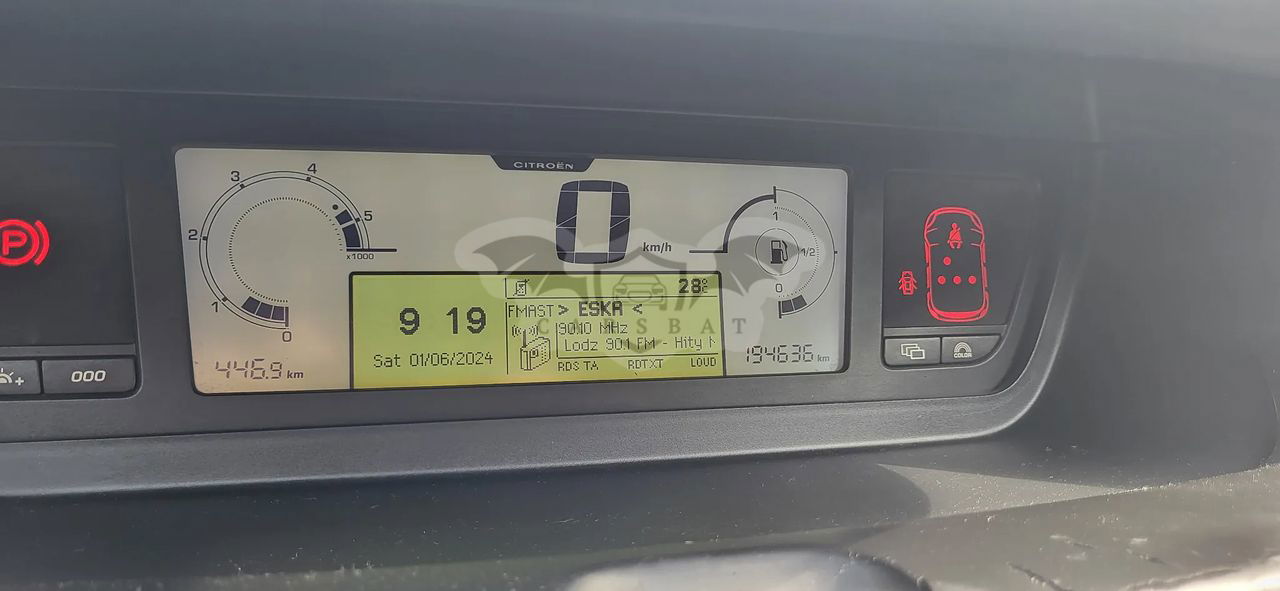 CITROËN
4
3
5
2
x1000
1
0
446.9 km
0
km/h
1
1/2
0
194636 km
9 19
Sat 01/06/2024
28°C
FMAST > ESKA <
90.10 MHz
Lodz 90.1 FM - Hity
RDS TA RDTXT LOUD
P
000
COLOR
CARSBAT